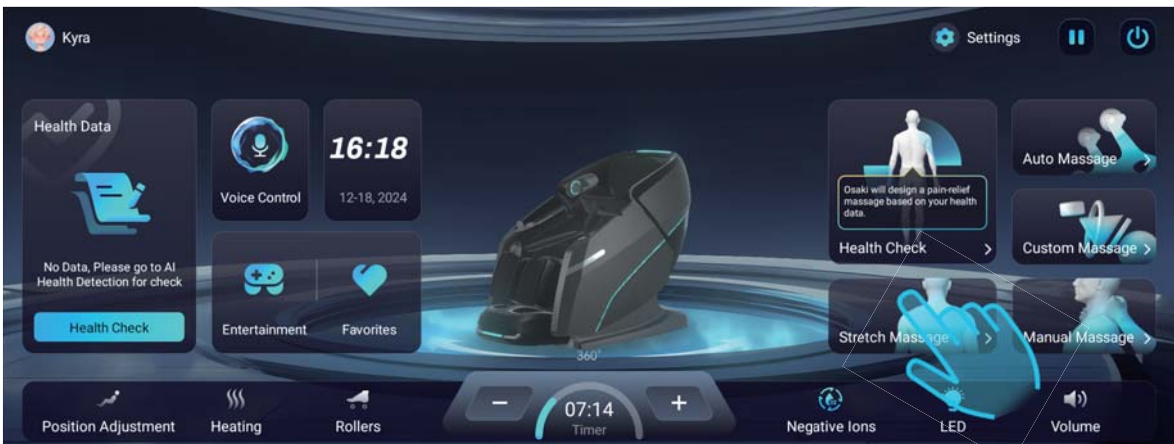 Kyra
Settings
Health Data
No Data, Please go to AI
Health Detection for check
Health Check
Voice Control
16:18
12-18, 2024
Entertainment
Favorites
360°
Osaki will design a pain-relief
massage based on your health
data.
Health Check
Auto Massage
Custom Massage
Stretch Massage
Manual Massage
Position Adjustment
Heating
Rollers
07:14
Timer
Negative Ions
LED
Volume